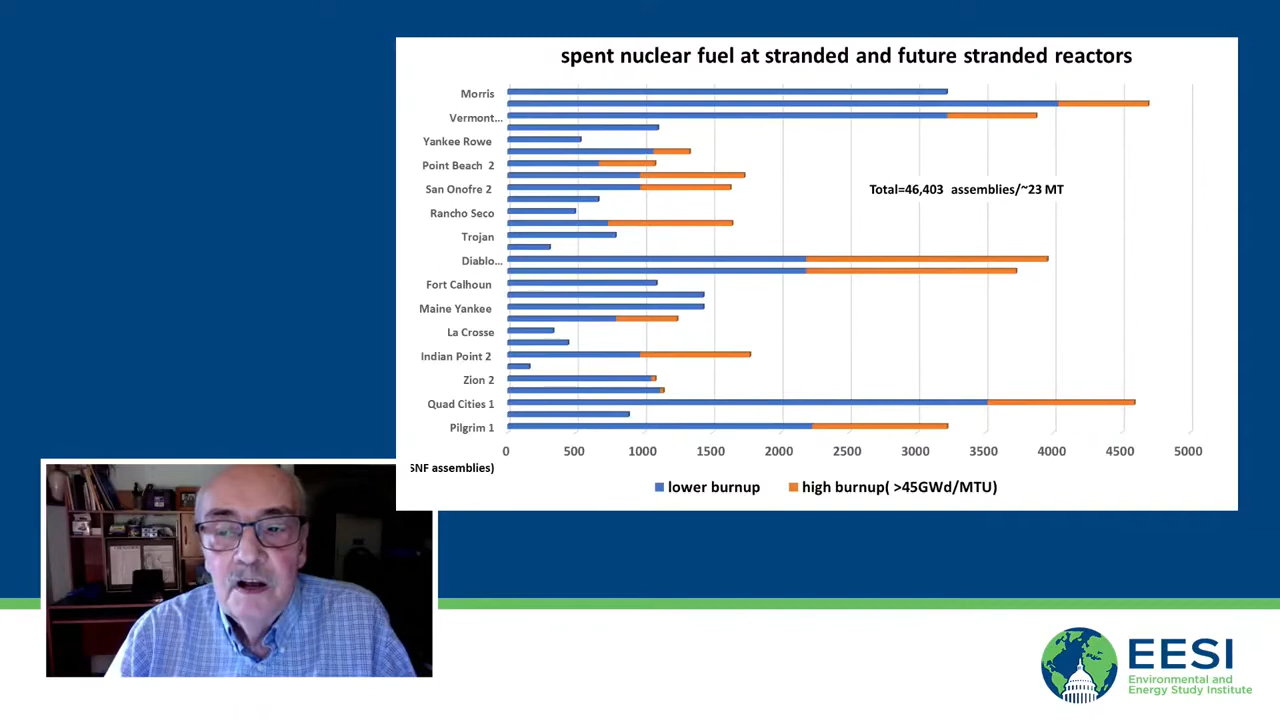 spent nuclear fuel at stranded and future stranded reactors
Morris
Vermont...
Yankee Rowe
Point Beach 2
San Onofre 2
Total=46,403 assemblies/~23 MT
Rancho Seco
Trojan
Diablo...
Fort Calhoun
Maine Yankee
La Crosse
Indian Point 2
Zion 2
Quad Cities 1
Pilgrim 1
0 500 1000 1500 2000 2500 3000 3500 4000 4500 5000
SNF assemblies)
lower burnup high burnup( >45GWd/MTU)
EESI
Environmental and
Energy Study Institute